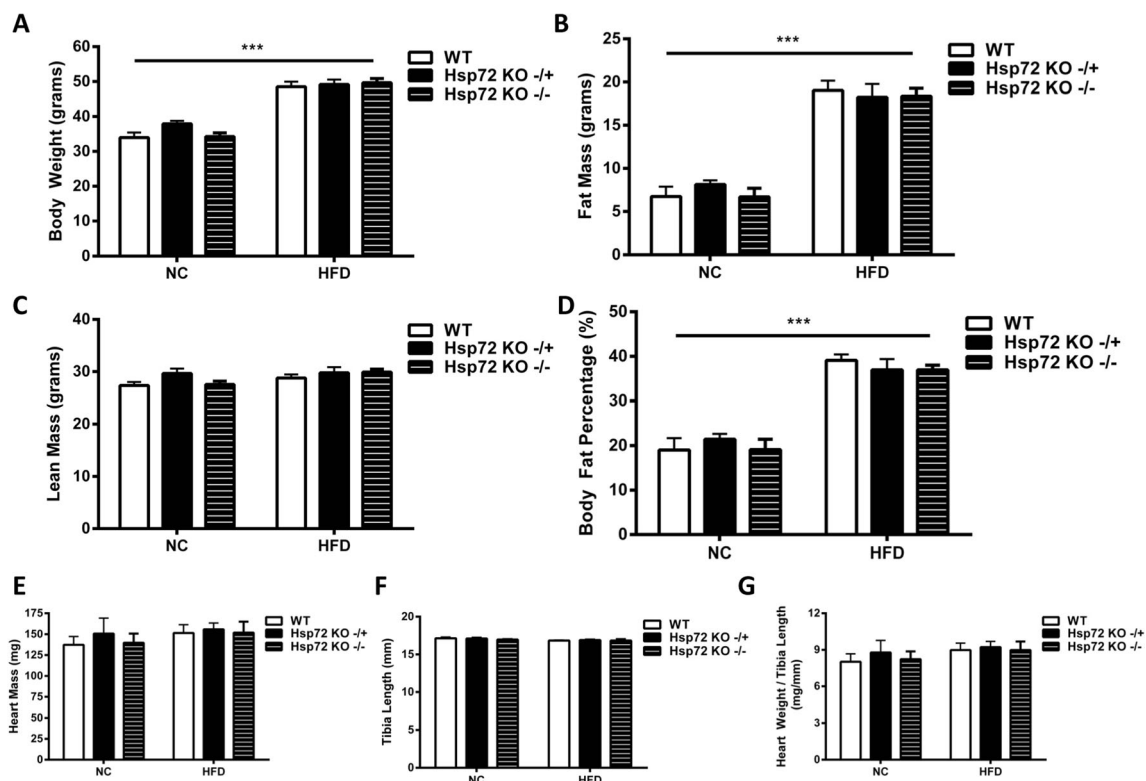 A
***
Body Weight (grams)
60
50
40
30
20
10
0
NC
HFD
WT
Hsp72 KO -/+
Hsp72 KO -/-
B
***
Fat Mass (grams)
25
20
15
10
5
0
NC
HFD
WT
Hsp72 KO -/+
Hsp72 KO -/-
C
Lean Mass (grams)
40
30
20
10
0
NC
HFD
WT
Hsp72 KO -/+
Hsp72 KO -/-
D
***
Body Fat Percentage (%)
50
40
30
20
10
0
NC
HFD
WT
Hsp72 KO -/+
Hsp72 KO -/-
E
Heart Mass (mg)
175
150
125
100
75
50
25
0
NC
HFD
WT
Hsp72 KO -/+
Hsp72 KO -/-
F
Tibia Length (mm)
20
15
10
5
0
NC
HFD
WT
Hsp72 KO -/+
Hsp72 KO -/-
G
Heart Weight / Tibia Length
(mg/mm)
12
9
6
3
0
NC
HFD
WT
Hsp72 KO -/+
Hsp72 KO -/-